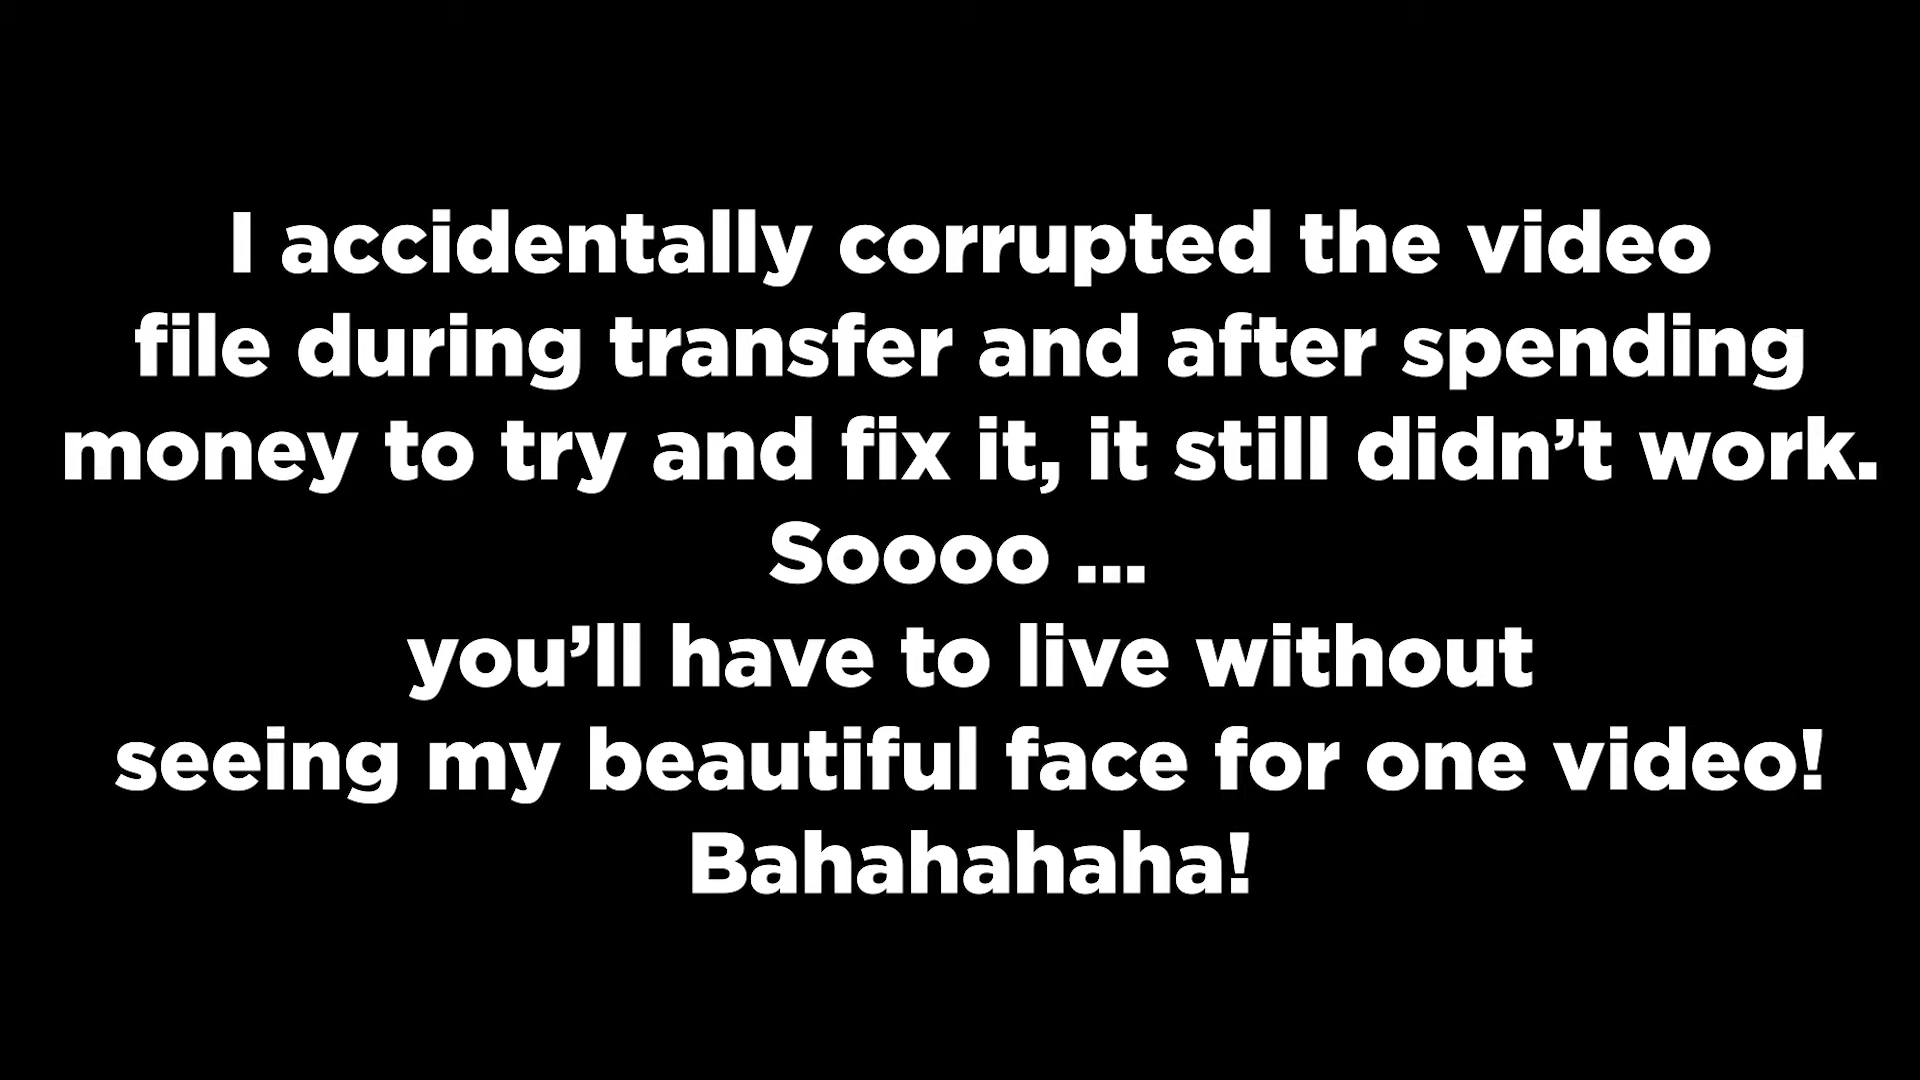 I accidentally corrupted the video
file during transfer and after spending
money to try and fix it, it still didn’t work.
Soooo ...
you’ll have to live without
seeing my beautiful face for one video!
Bahahahaha!